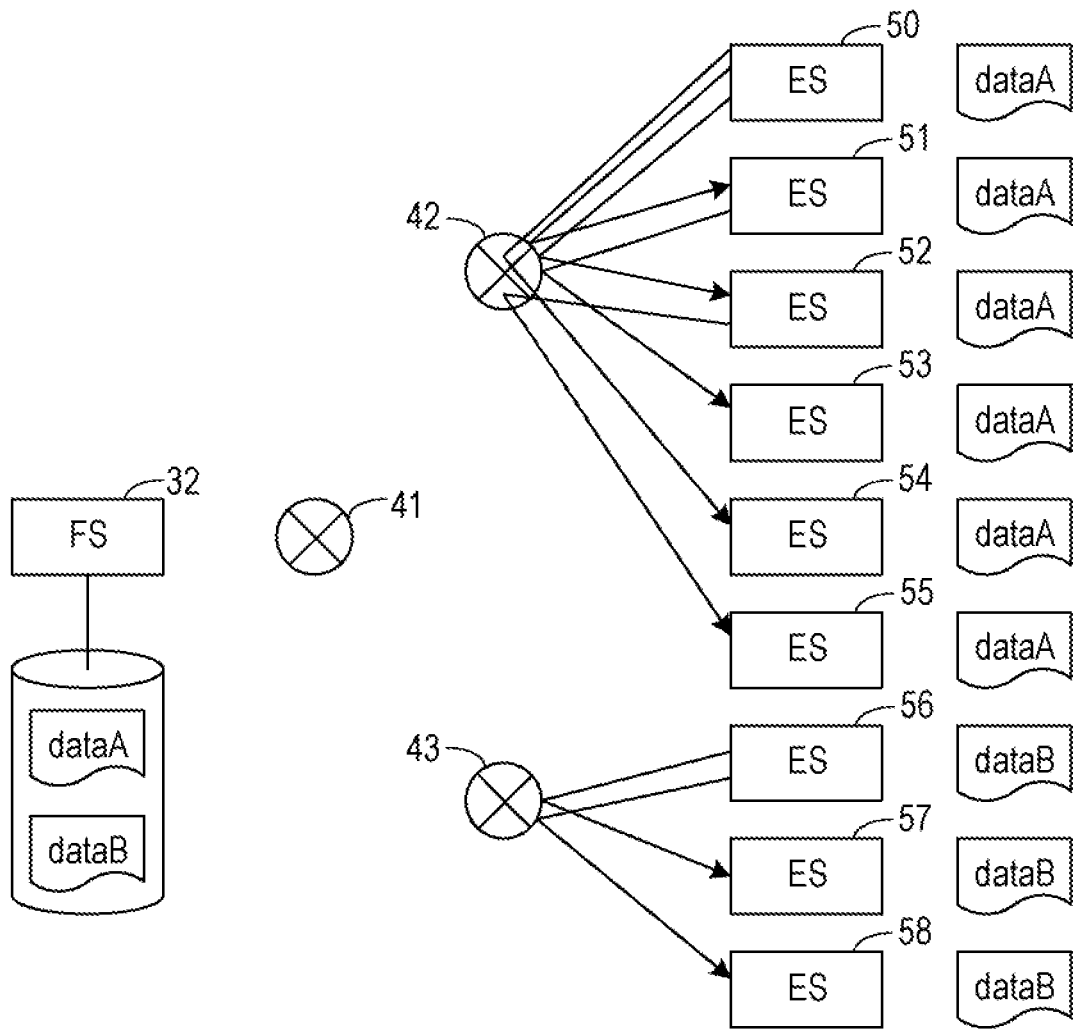 50
ES
dataA
51
ES
dataA
42
52
ES
dataA
53
ES
dataA
32
FS
41
54
ES
dataA
55
ES
dataA
dataA
43
56
ES
dataB
dataB
57
ES
dataB
58
ES
dataB